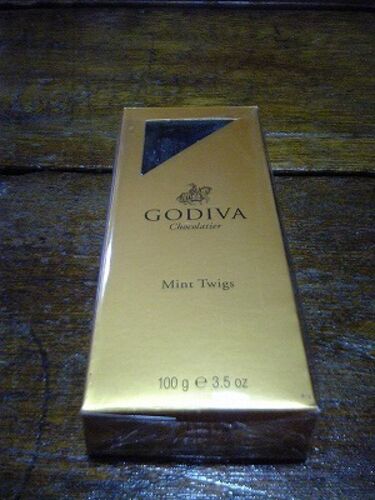 GODIVA
Chocolatier
Mint Twigs
100 g ℮ 3.5 oz